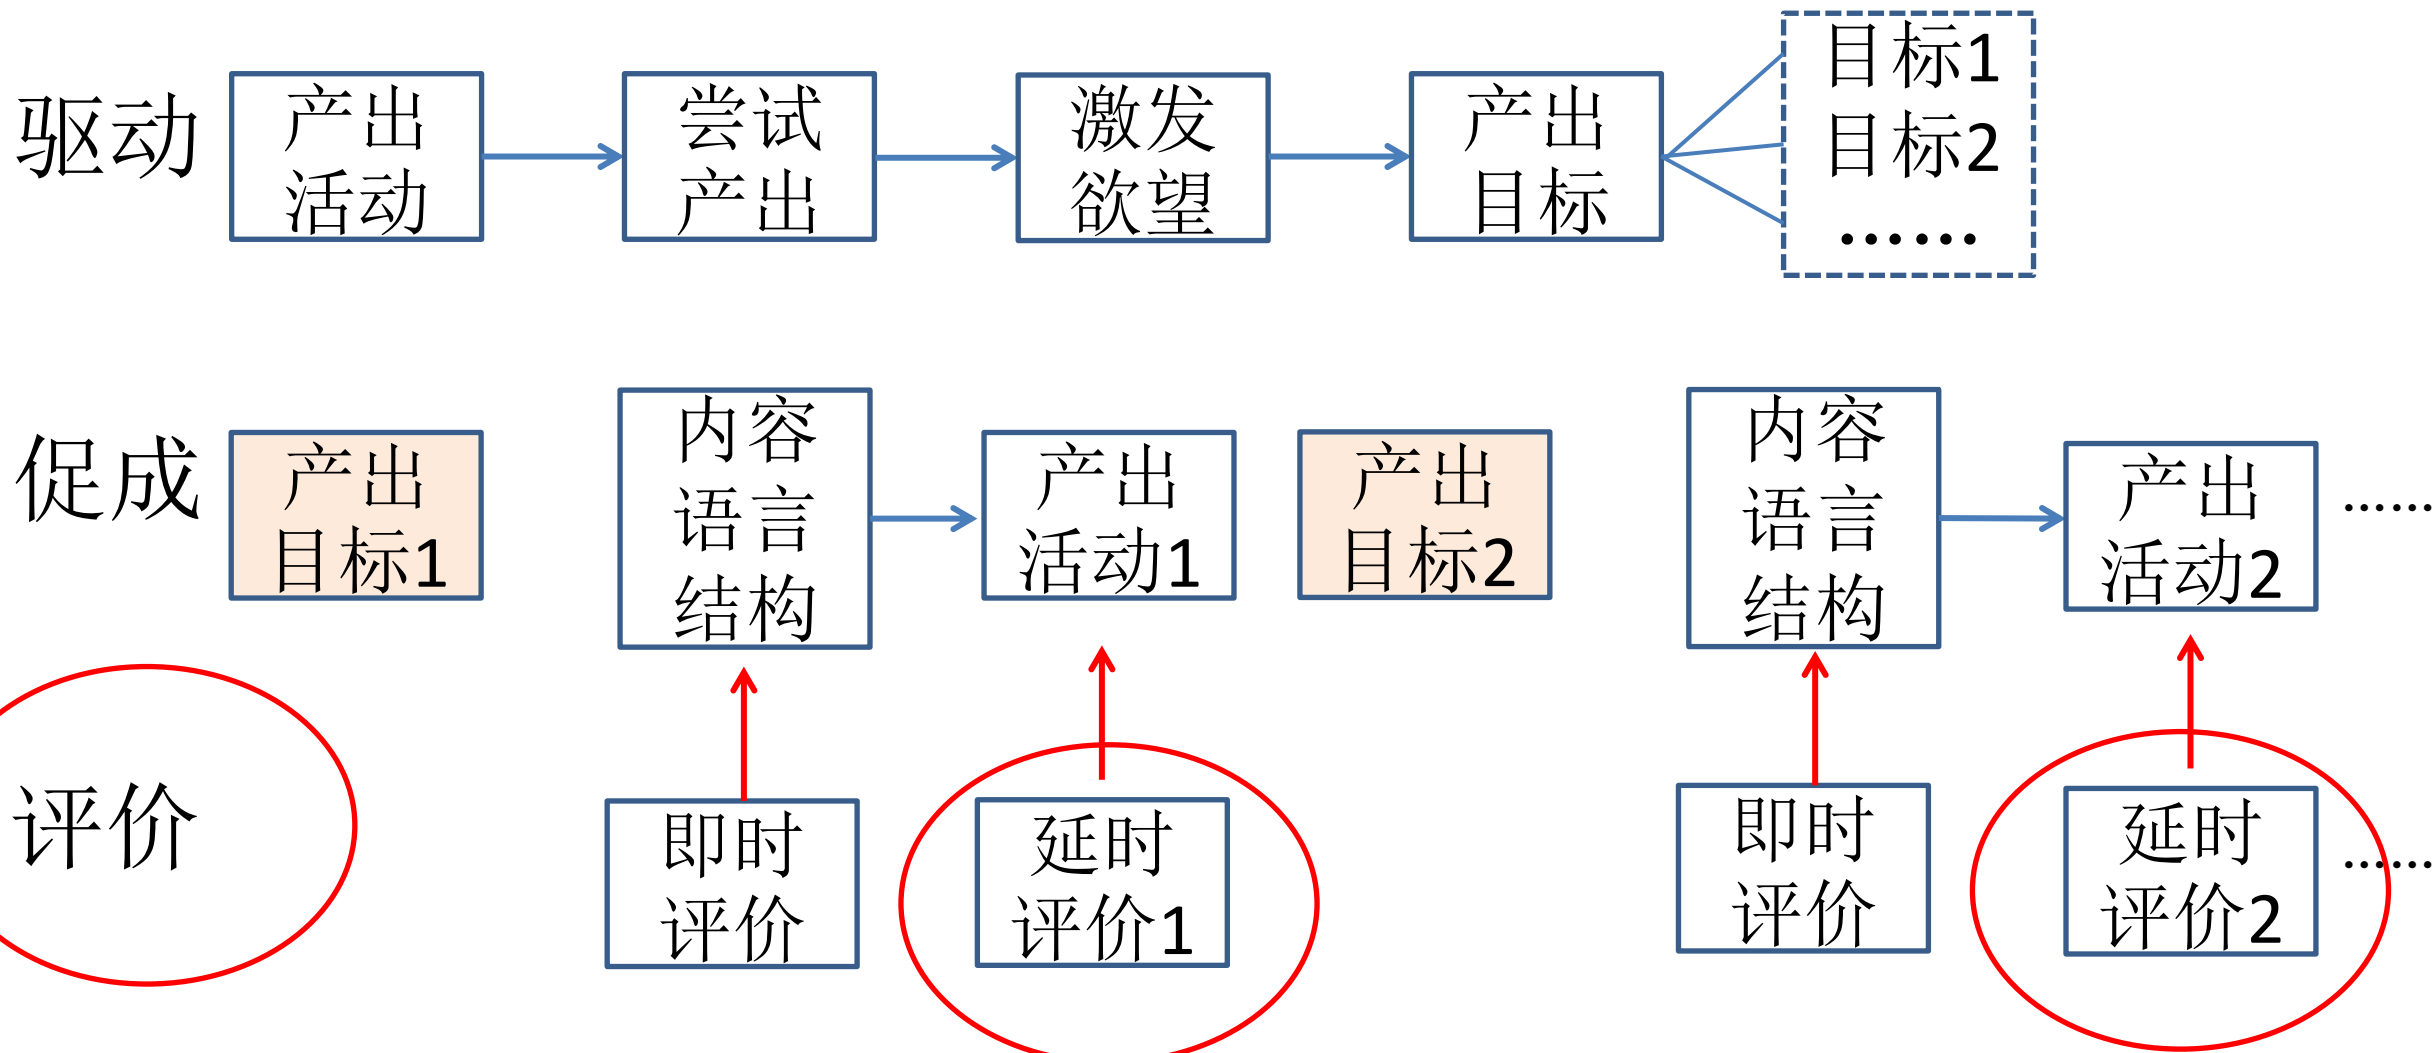 驱动
产出
活动
尝试
产出
激发
欲望
产出
目标
目标1
目标2
……
促成
产出
目标1
内容
语言
结构
产出
活动1
产出
目标2
内容
语言
结构
产出
活动2
……
评价
即时
评价
延时
评价1
即时
评价
延时
评价2
……